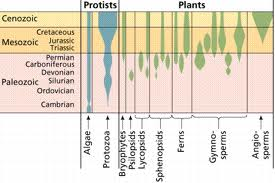 Protists Plants
Cenozoic
Cretaceous
Mesozoic Jurassic
Triassic
Permian
Carboniferous
Devonian
Paleozoic Silurian
Ordovician
Cambrian
Algae
Protozoa
Bryophytes
Psilopsids
Lycopsids
Sphenopsids
Ferns
Gymno-
sperms
Angio-
sperms